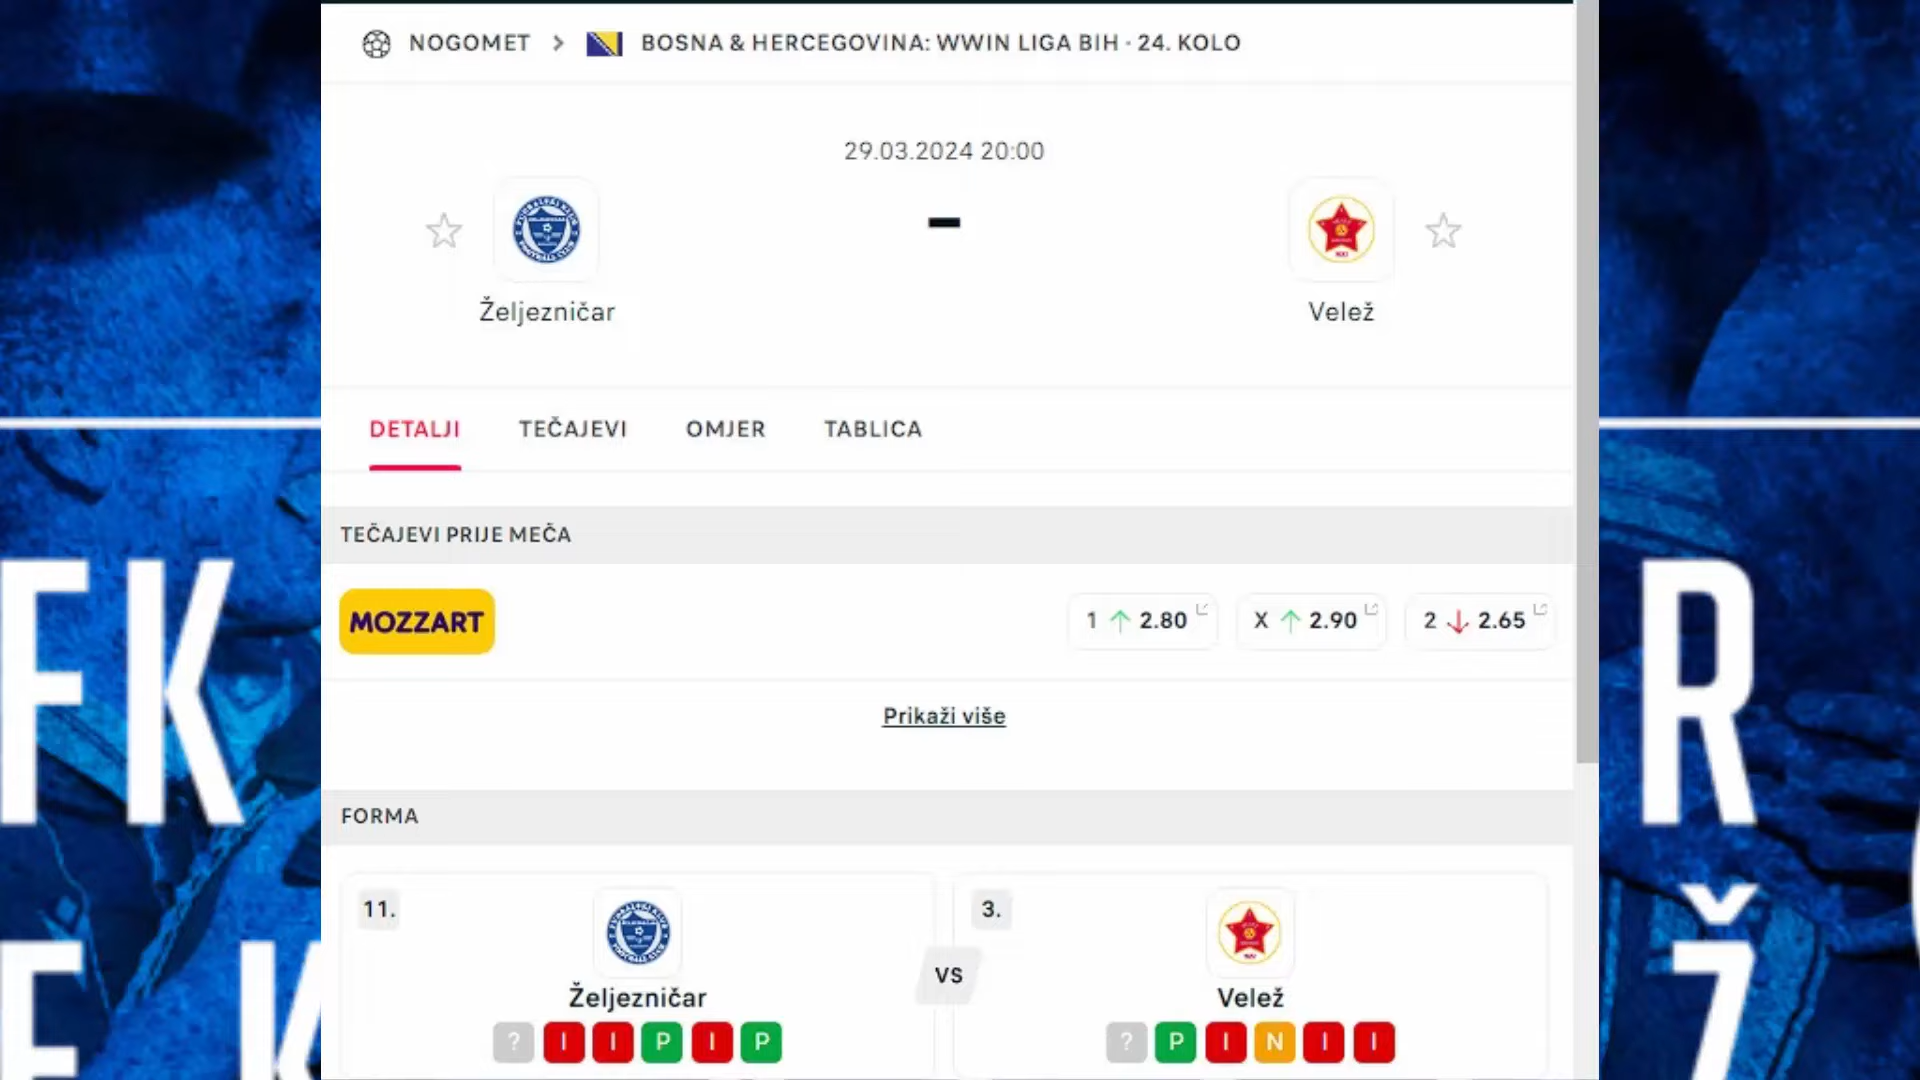 NOGOMET > BOSNA & HERCEGOVINA: WWIN LIGA BIH · 24. KOLO
29.03.2024 20:00
-
Željezničar
Velež
DETALJI TEČAJEVI OMJER TABLICA
TEČAJEVI PRIJE MEČA
MOZZART
1 2.80 X 2.90 2 2.65
Prikaži više
FORMA
11.
3.
VS
Željezničar
Velež
? I I P I P
? P I N I I
FK
R